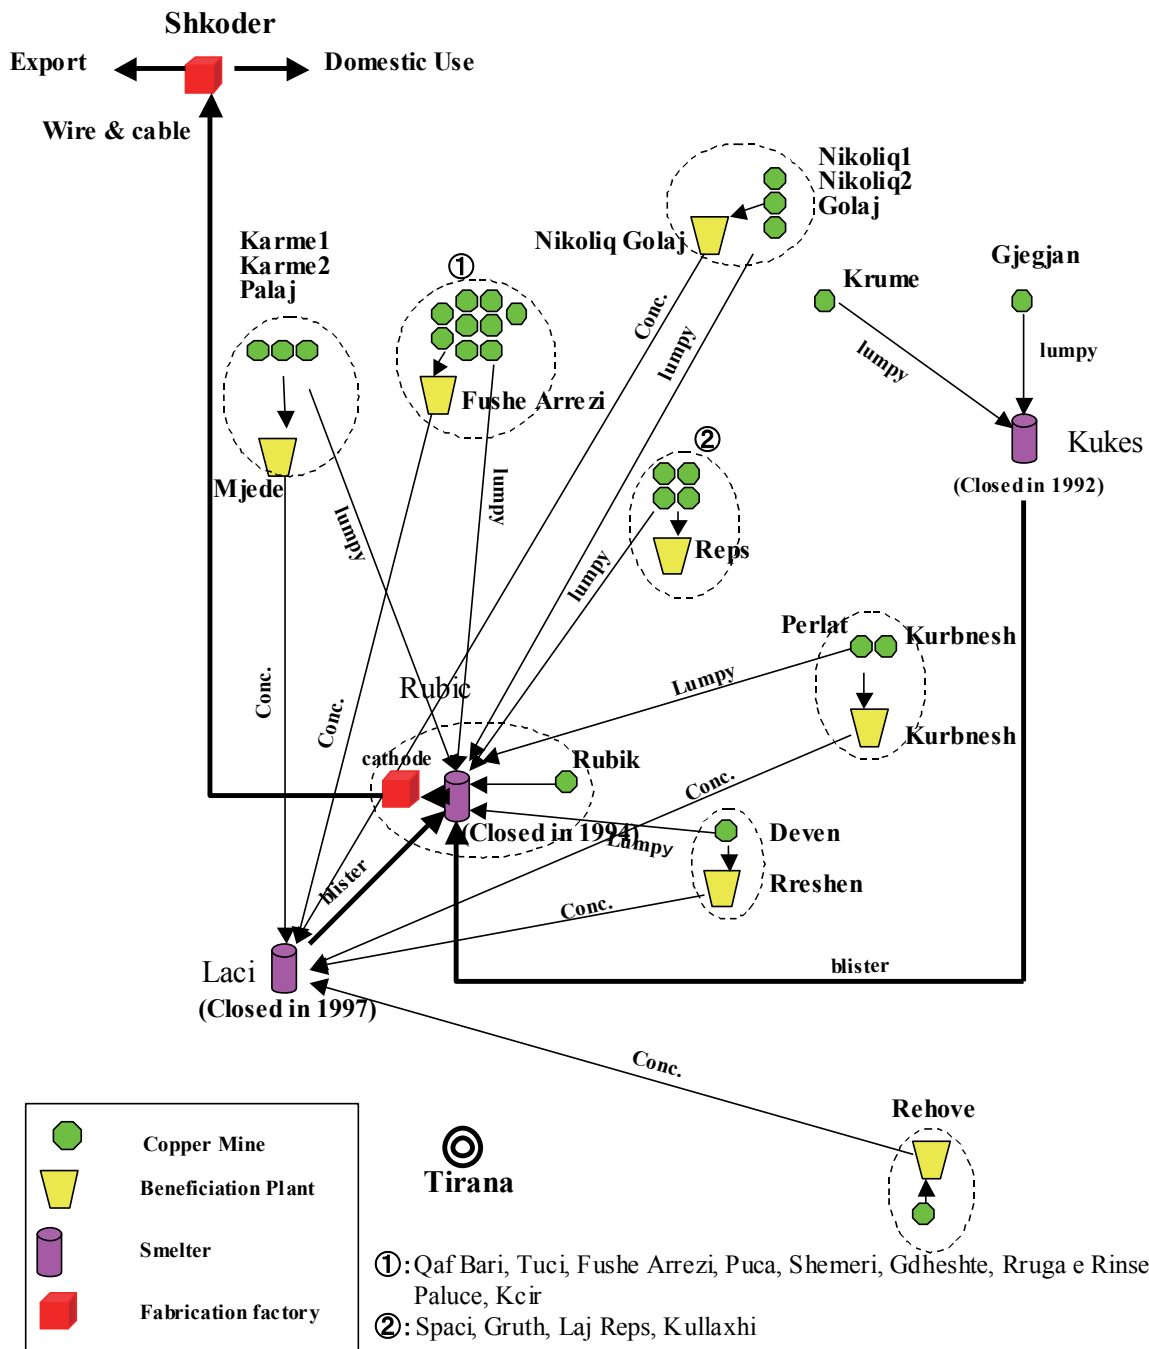 Shkoder
Export
Domestic Use
Wire & cable
Nikoliq1
Nikoliq2
Golaj
Nikoliq Golaj
Karme1
Karme2
Palaj
①
Gjegjan
Krume
Conc.
lumpy
lumpy
lumpy
Fushe Arrezi
②
Kukes
(Closed in 1992)
Mjede
lumpy
lumpy
Reps
lumpy
Perlat
Kurbnesh
Lumpy
Rubic
Conc.
Conc.
Kurbnesh
cathode
Rubik
Conc.
(Closed in 1994)
Lumpy
Deven
blister
Rreshen
Conc.
Laci
blister
(Closed in 1997)
Conc.
Rehove
Copper Mine
Tirana
Beneficiation Plant
Smelter
Fabrication factory
①: Qaf Bari, Tuci, Fushe Arrezi, Puca, Shemeri, Gdheshte, Rruga e Rinse
Paluce, Kcir
②: Spaci, Gruth, Laj Reps, Kullaxhi